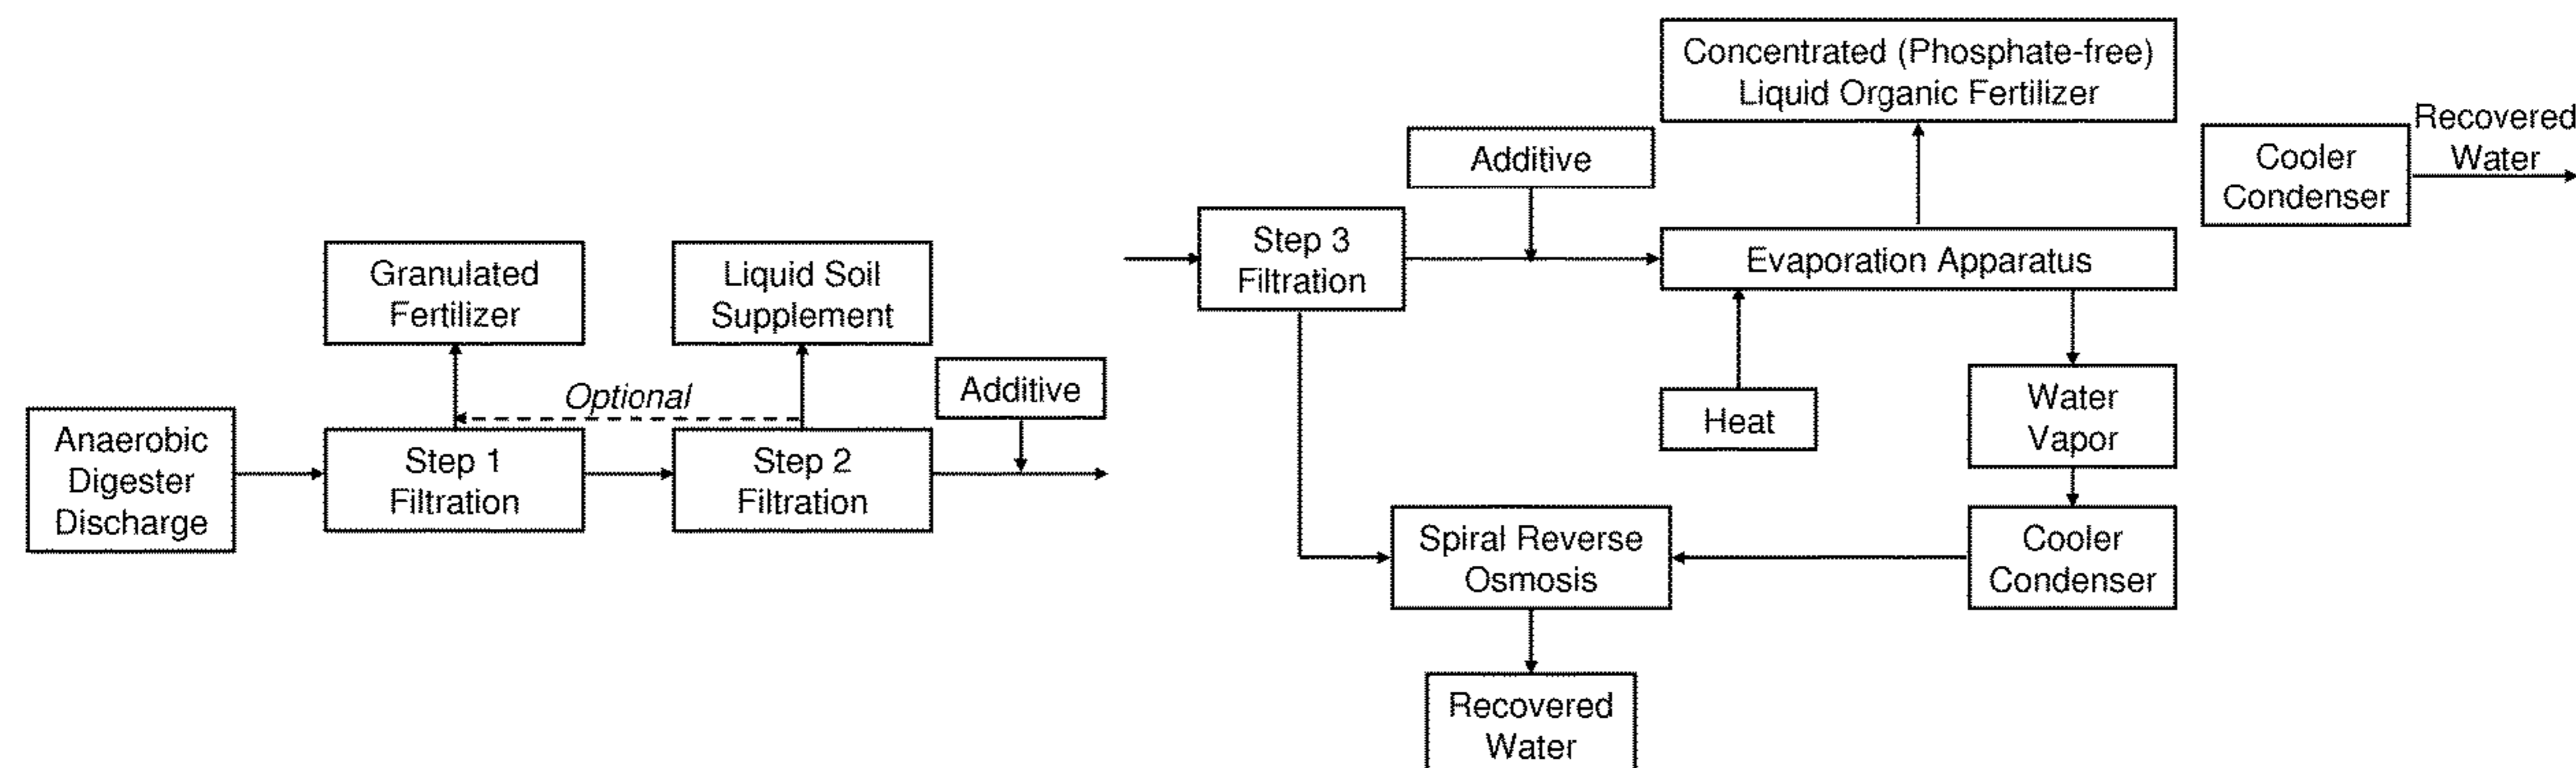 Anaerobic
Digester
Discharge
Granulated
Fertilizer
Step 1
Filtration
Optional
Liquid Soil
Supplement
Step 2
Filtration
Additive
Step 3
Filtration
Additive
Concentrated (Phosphate-free)
Liquid Organic Fertilizer
Evaporation Apparatus
Heat
Water
Vapor
Cooler
Condenser
Spiral Reverse
Osmosis
Recovered
Water
Cooler
Condenser
Recovered
Water